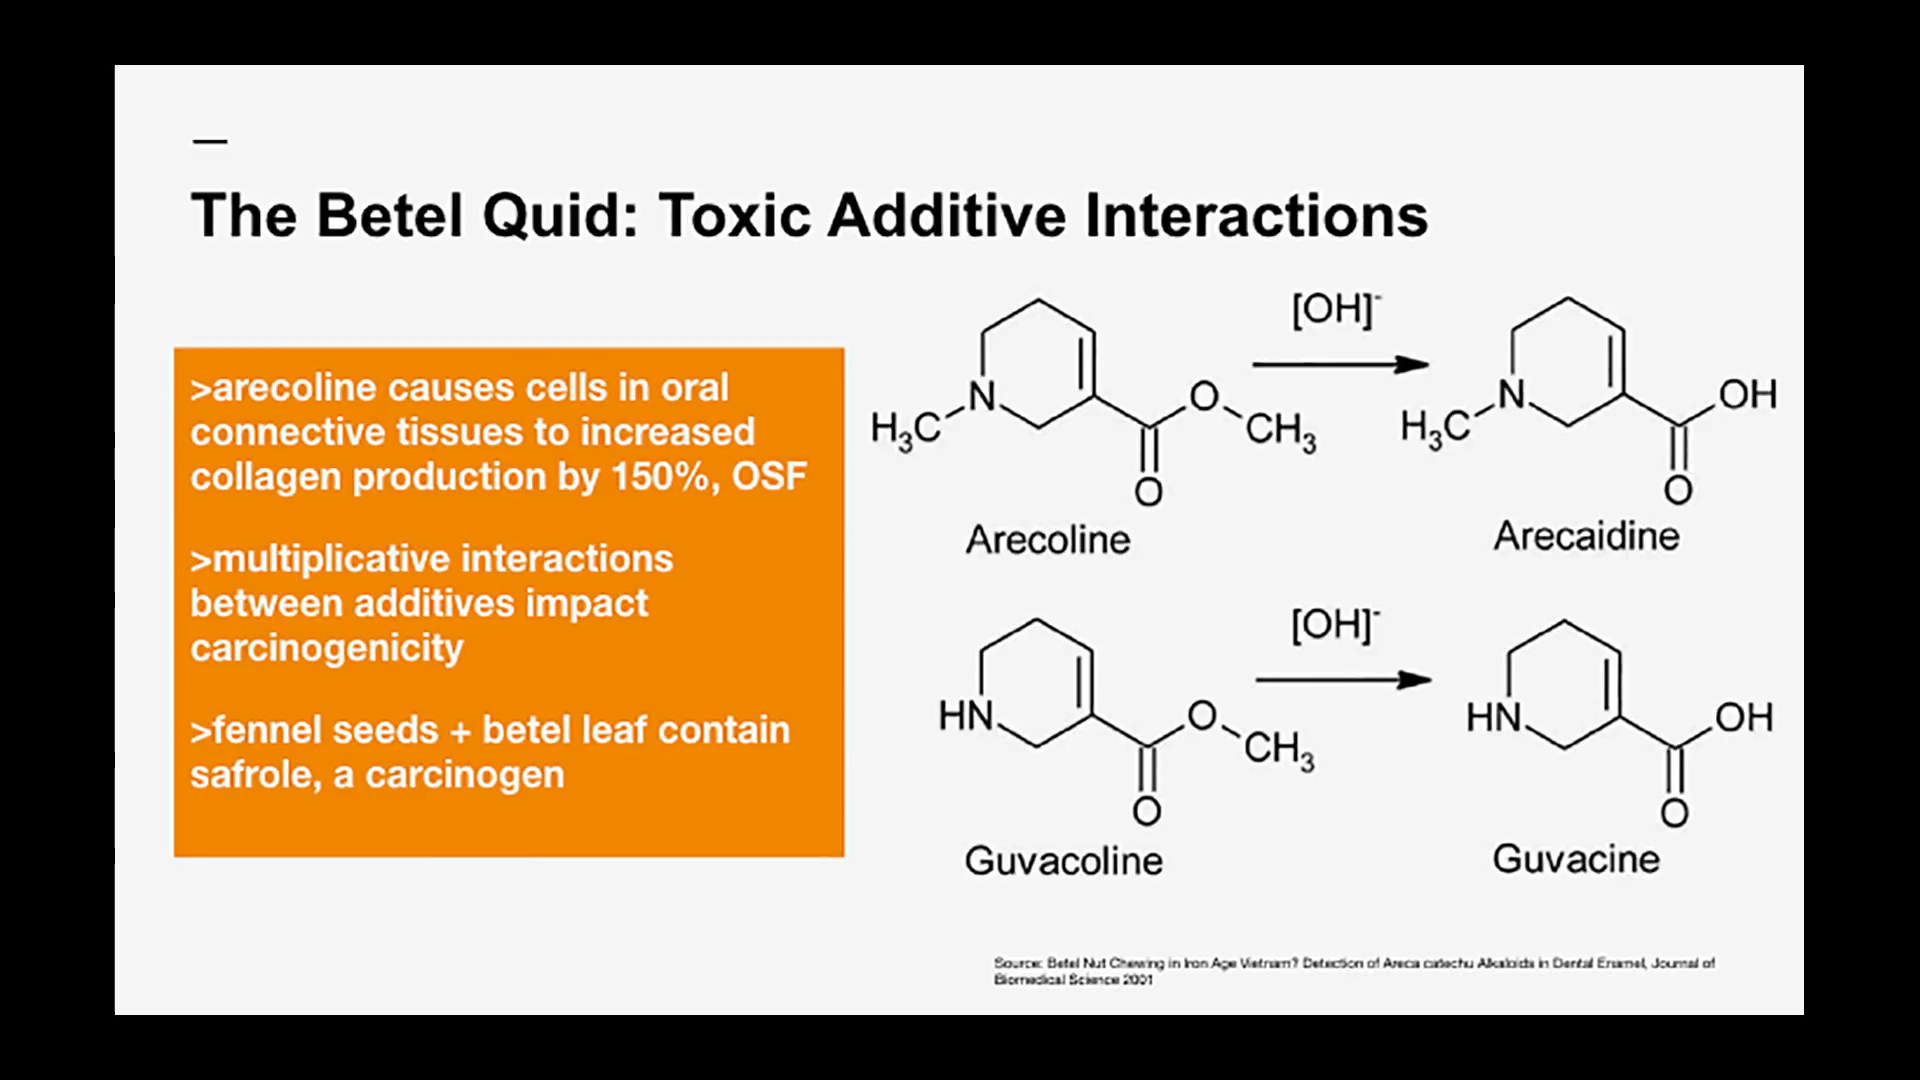 The Betel Quid: Toxic Additive Interactions
>arecoline causes cells in oral
connective tissues to increased
collagen production by 150%, OSF
>multiplicative interactions
between additives impact
carcinogenicity
>fennel seeds + betel leaf contain
safrole, a carcinogen
[OH]-
N
H3C
O
CH3
O
Arecoline
N
H3C
OH
O
Arecaidine
[OH]-
HN
O
CH3
O
Guvacoline
HN
OH
O
Guvacine
Source: Betel Nut Chewing in Iron Age Vietnam? Detection of Areca catechu Alkaloids in Dental Enamel, Journal of
Biomedical Science 2001